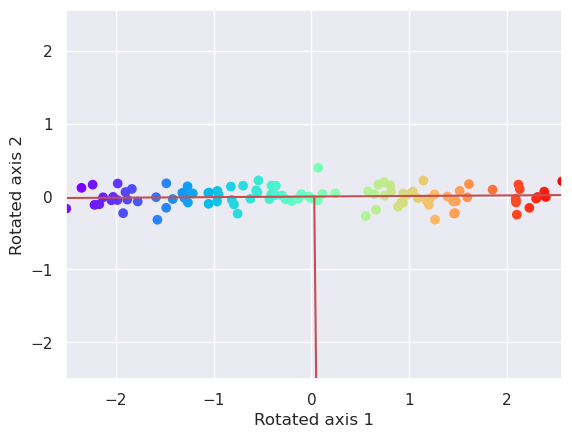 2
1
0
−1
−2
Rotated axis 2
−2 −1 0 1 2
Rotated axis 1